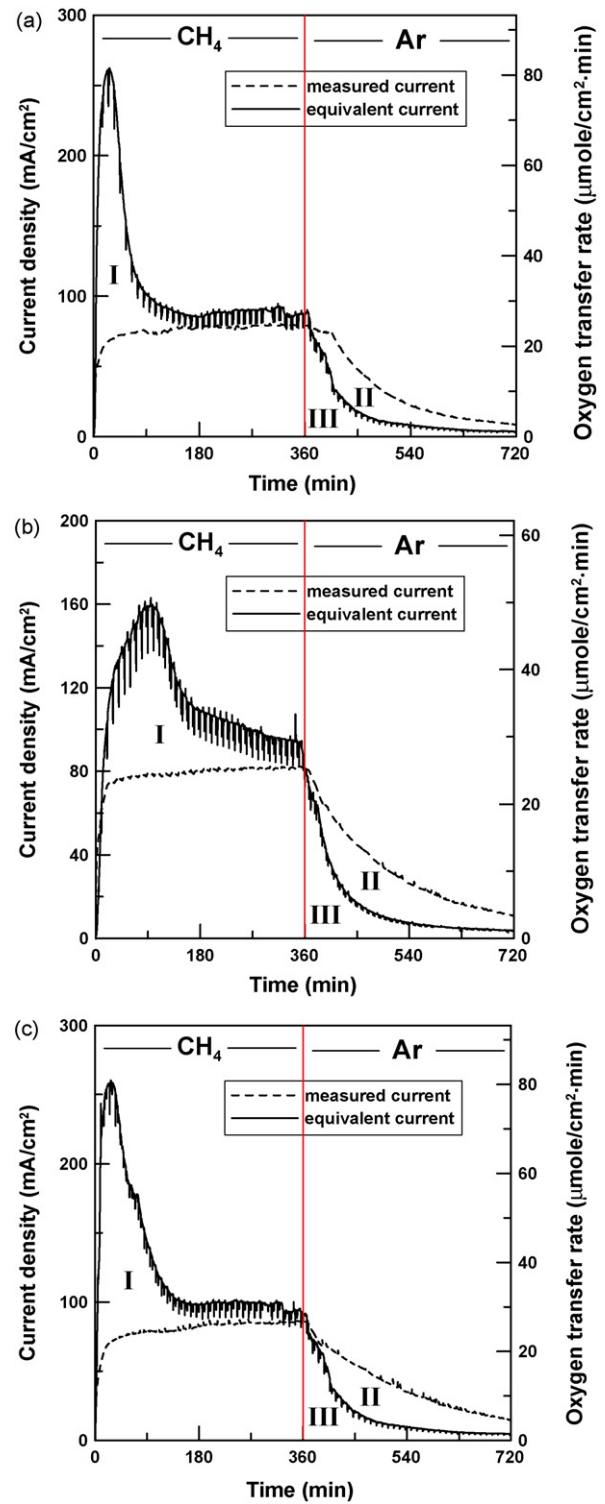 (a)
CH₄
Ar
measured current
equivalent current
I
II
III
300
200
100
0
Current density (mA/cm²)
80
60
40
20
0
Oxygen transfer rate (μmole/cm²·min)
0 180 360 540 720
Time (min)
(b)
CH₄
Ar
measured current
equivalent current
I
II
III
200
160
120
80
40
0
Current density (mA/cm²)
60
40
20
0
Oxygen transfer rate (μmole/cm²·min)
0 180 360 540 720
Time (min)
(c)
CH₄
Ar
measured current
equivalent current
I
II
III
300
200
100
0
Current density (mA/cm²)
80
60
40
20
0
Oxygen transfer rate (μmole/cm²·min)
0 180 360 540 720
Time (min)